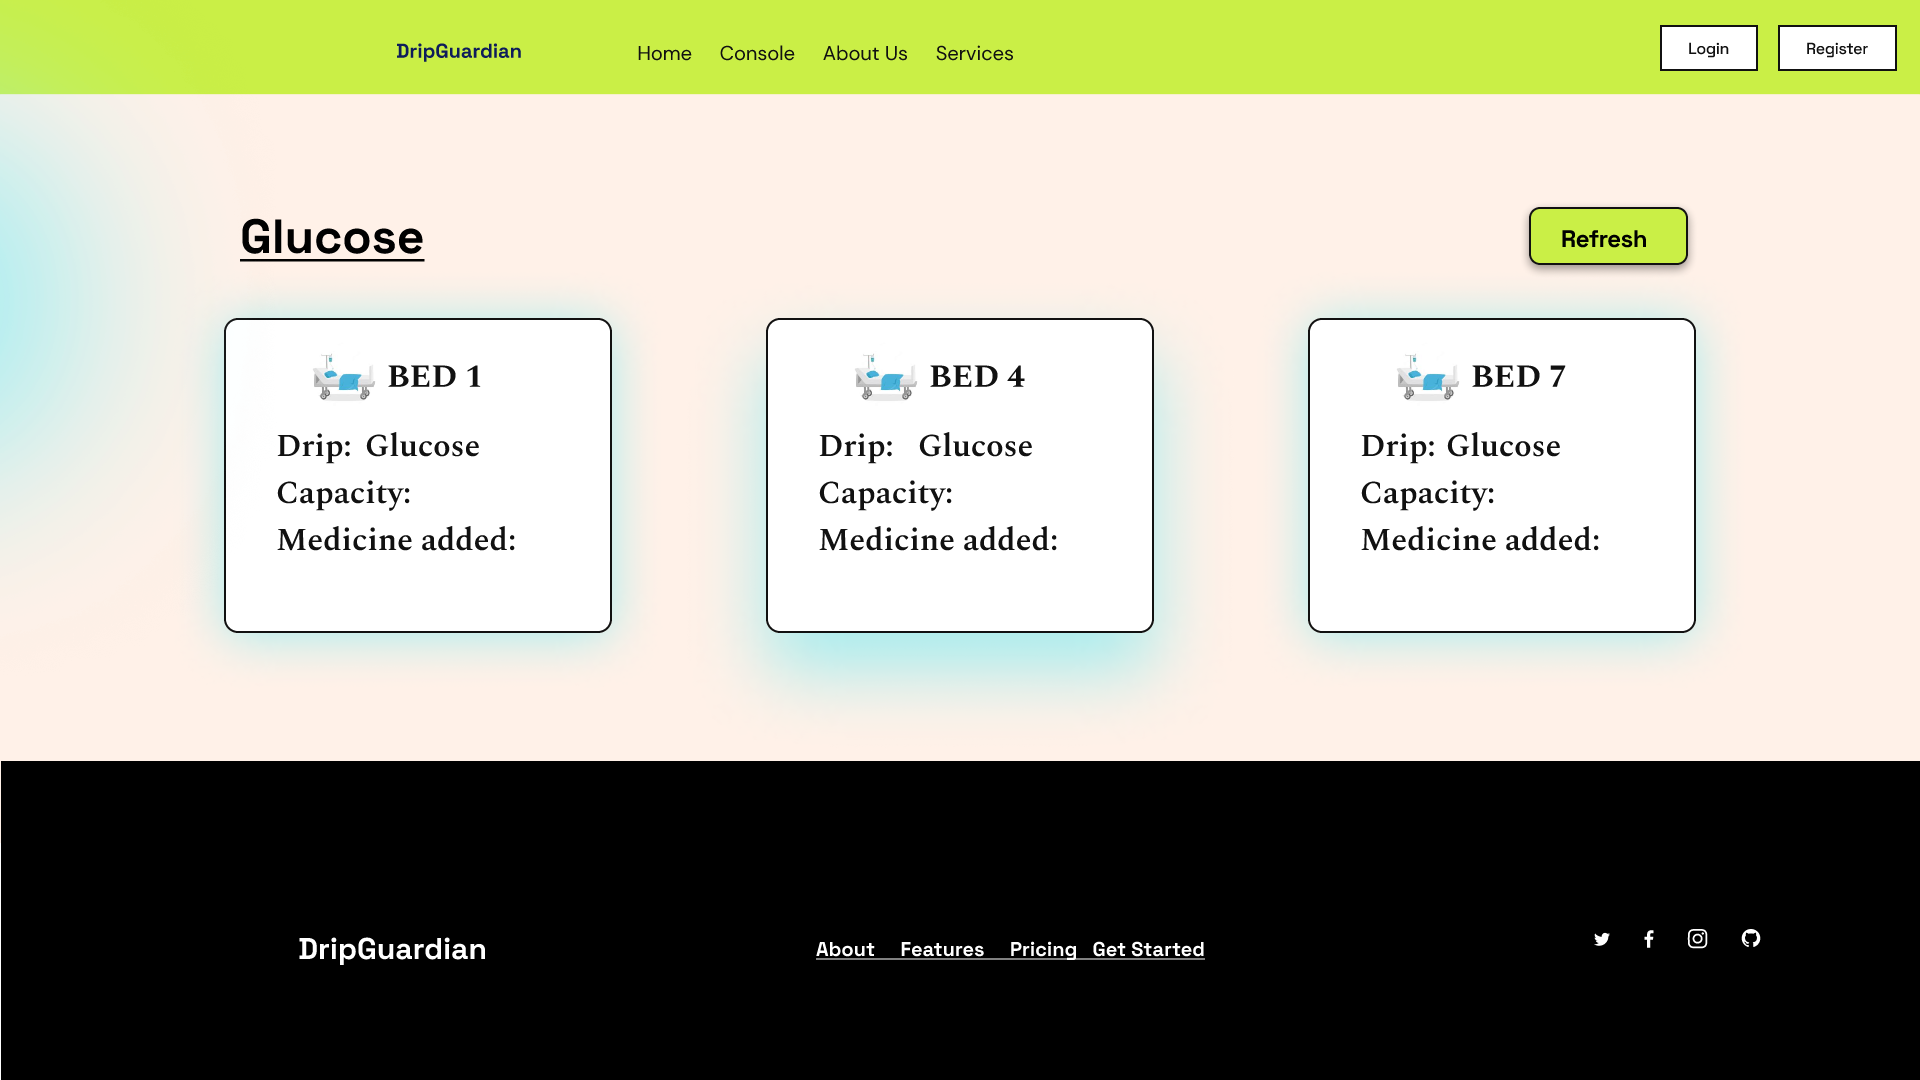 DripGuardian Home Console About Us Services Login Register
Glucose Refresh
BED 1
Drip: Glucose
Capacity:
Medicine added:
BED 4
Drip: Glucose
Capacity:
Medicine added:
BED 7
Drip: Glucose
Capacity:
Medicine added:
DripGuardian About Features Pricing Get Started